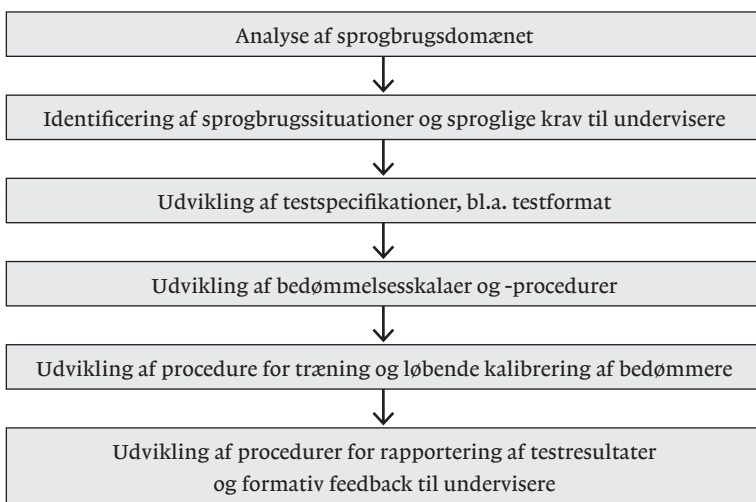 Analyse af sprogbrugsdomænet
Identificering af sprogbrugssituationer og sproglige krav til undervisere
Udvikling af testspecifikationer, bl.a. testformat
Udvikling af bedømmelsesskalaer og -procedurer
Udvikling af procedure for træning og løbende kalibrering af bedømmere
Udvikling af procedurer for rapportering af testresultater
og formativ feedback til undervisere